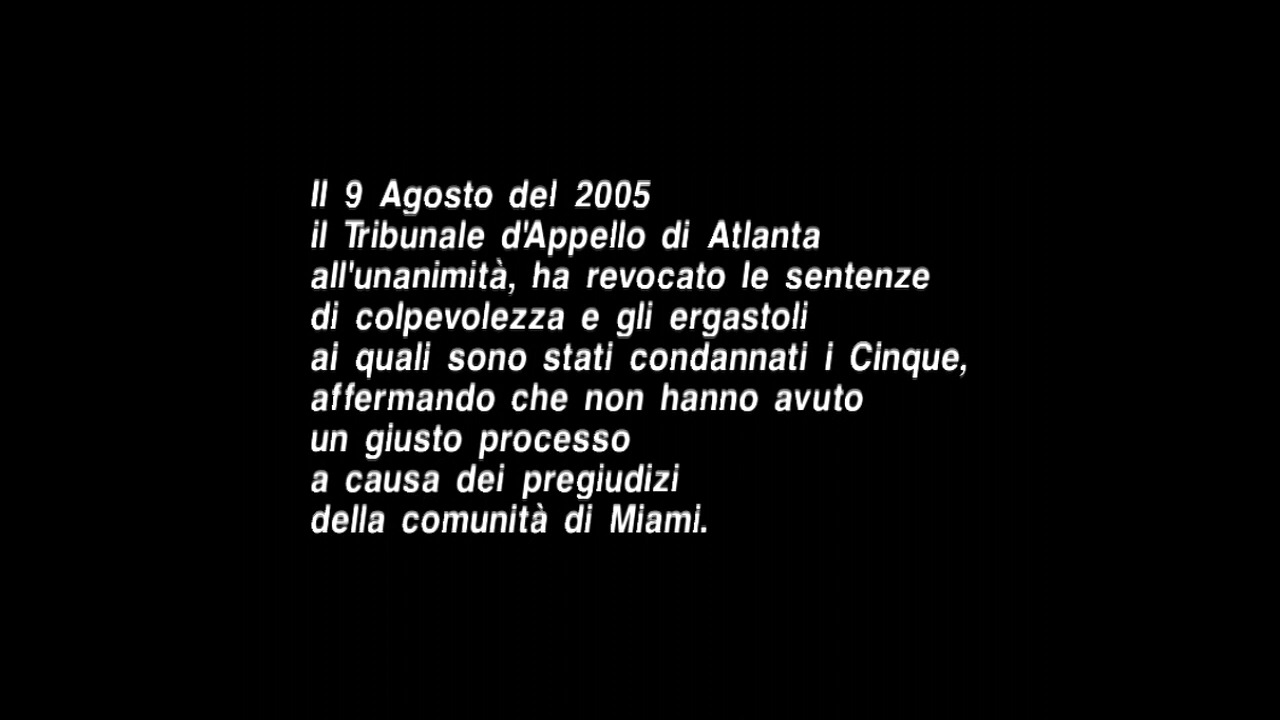 Il 9 Agosto del 2005
il Tribunale d'Appello di Atlanta
all'unanimità, ha revocato le sentenze
di colpevolezza e gli ergastoli
ai quali sono stati condannati i Cinque,
affermando che non hanno avuto
un giusto processo
a causa dei pregiudizi
della comunità di Miami.